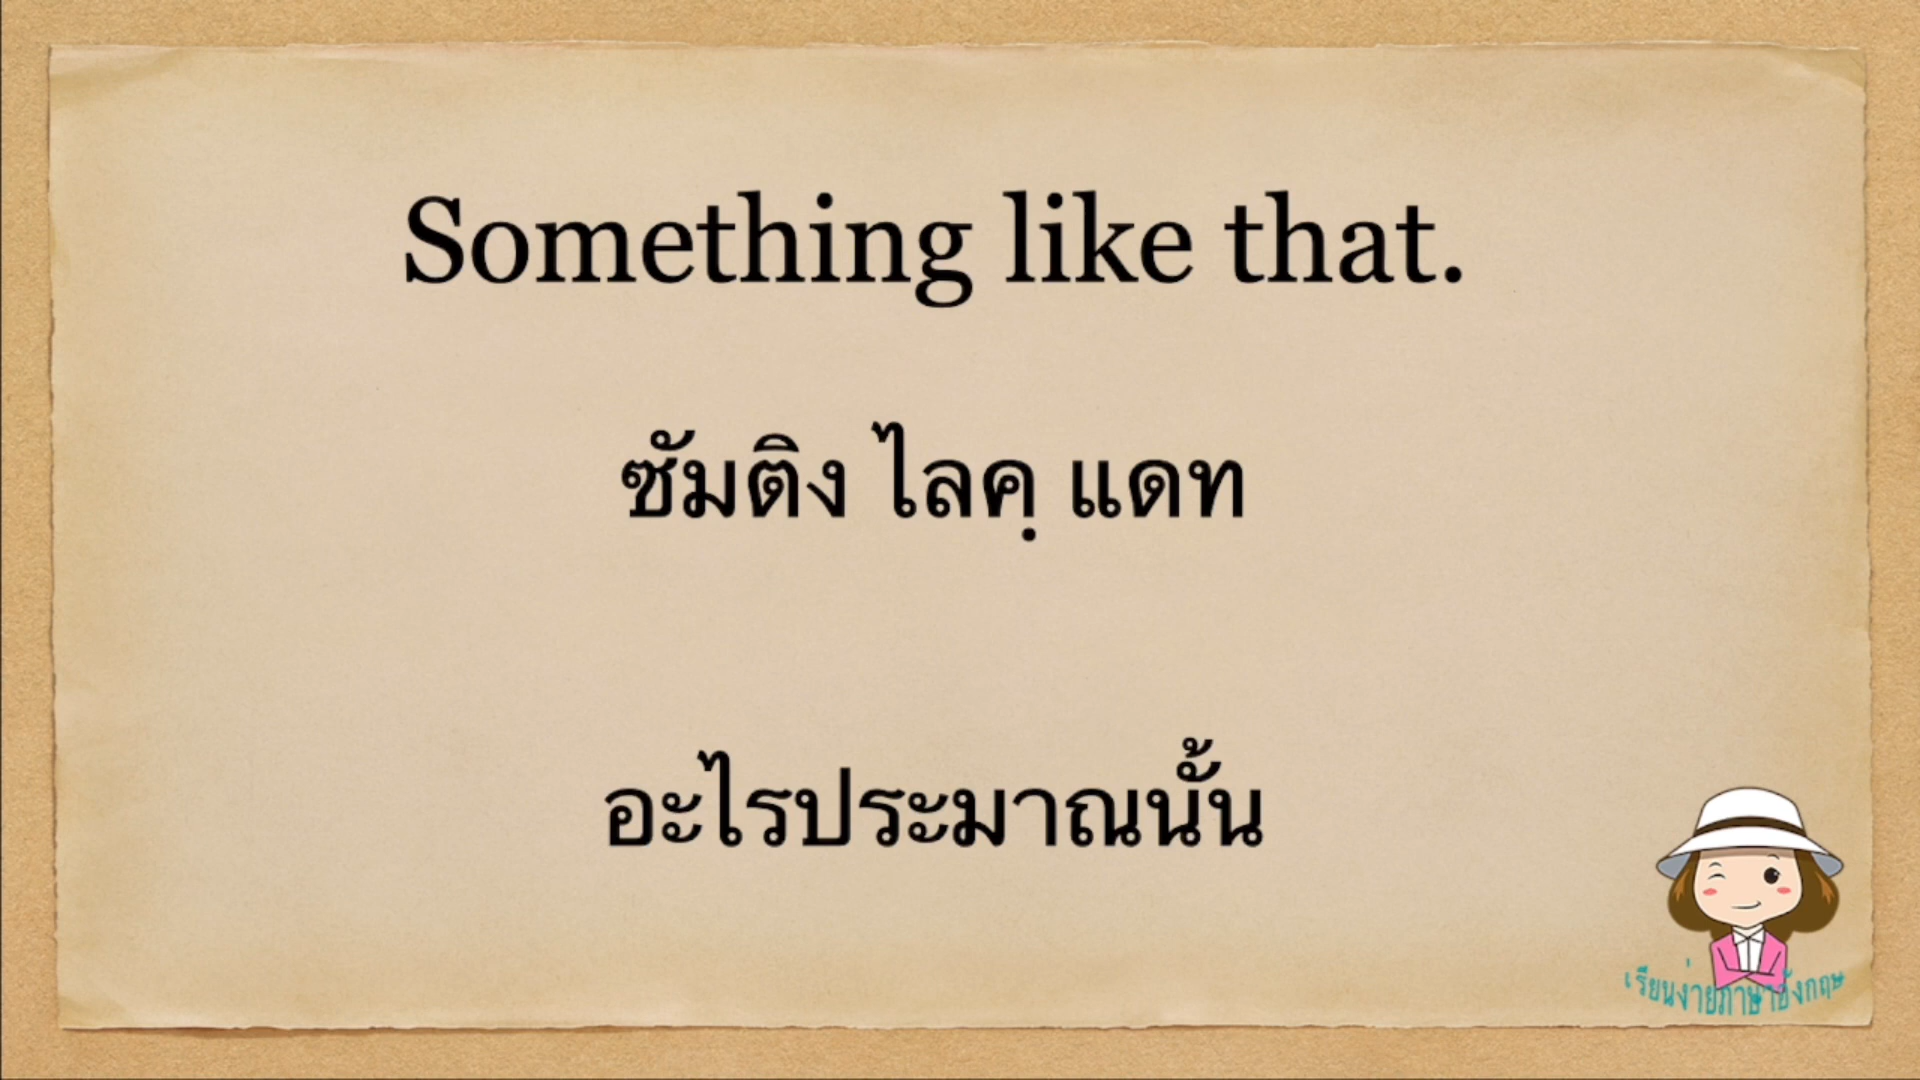 Something like that.
ซัมติง ไลคฺ แดท
อะไรประมาณนั้น
เรียนง่ายภาษาอังกฤษ